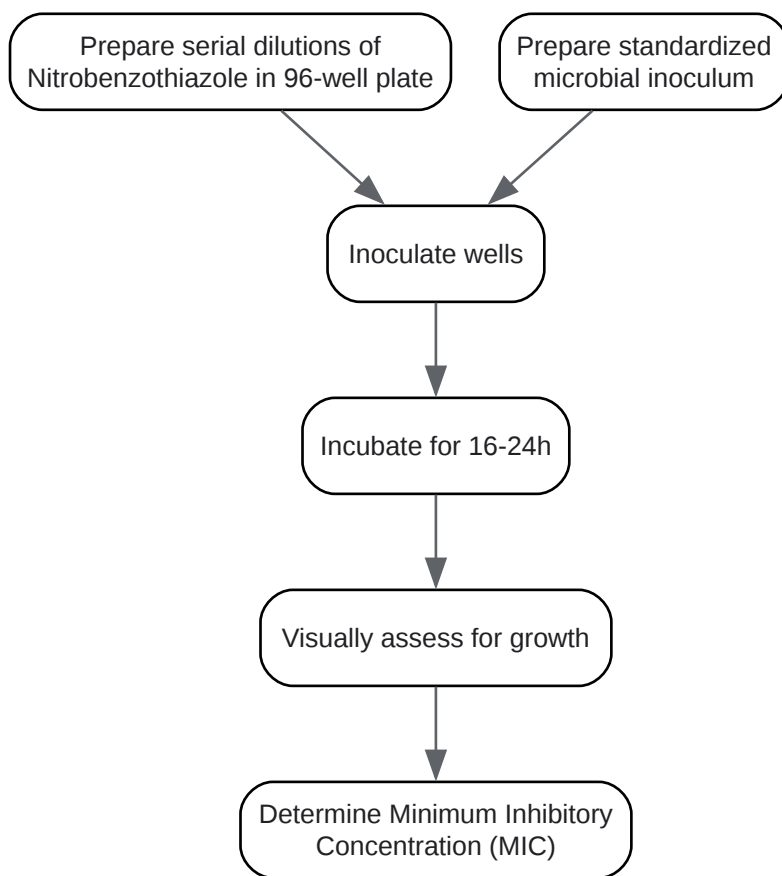 Prepare serial dilutions of
Nitrobenzothiazole in 96-well plate
Prepare standardized
microbial inoculum
Inoculate wells
Incubate for 16-24h
Visually assess for growth
Determine Minimum Inhibitory
Concentration (MIC)